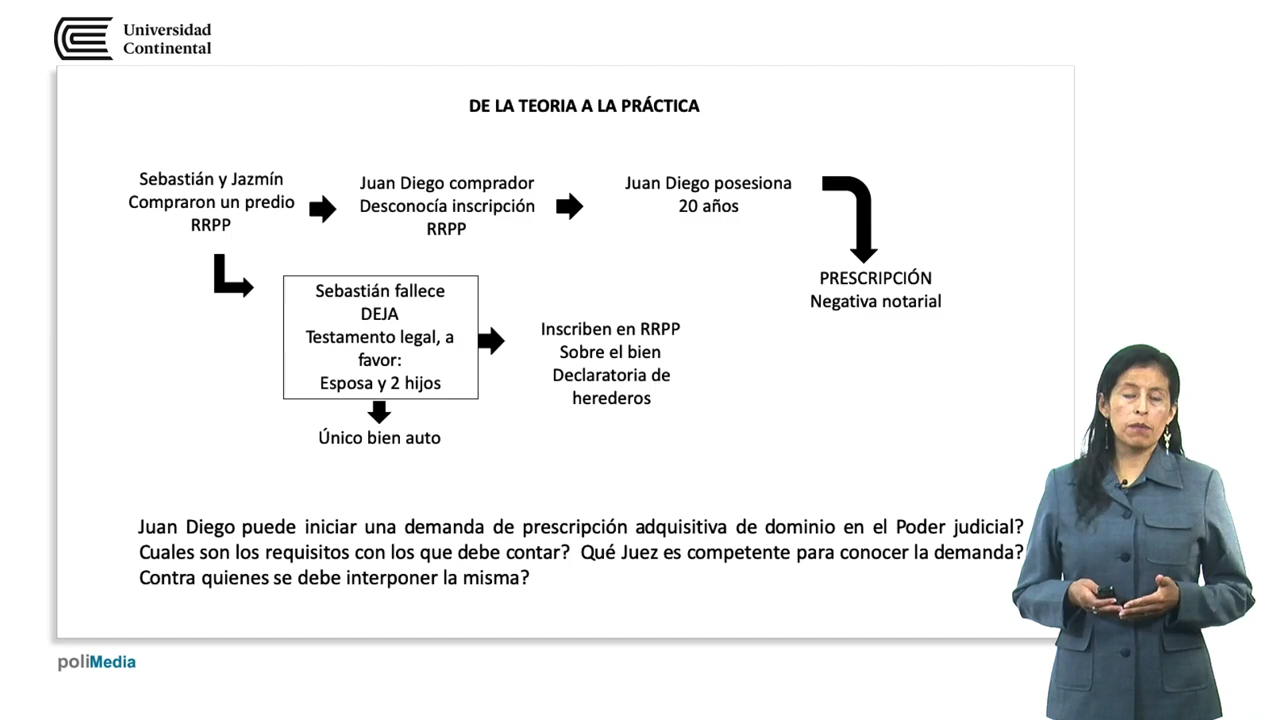 Universidad
Continental
DE LA TEORIA A LA PRÁCTICA
Sebastián y Jazmín
Compraron un predio
RRPP
Juan Diego comprador
Desconocía inscripción
RRPP
Juan Diego posesiona
20 años
PRESCRIPCIÓN
Negativa notarial
Sebastián fallece
DEJA
Testamento legal, a
favor:
Esposa y 2 hijos
Inscriben en RRPP
Sobre el bien
Declaratoria de
herederos
Único bien auto
Juan Diego puede iniciar una demanda de prescripción adquisitiva de dominio en el Poder judicial?
Cuales son los requisitos con los que debe contar? Qué Juez es competente para conocer la demanda?
Contra quienes se debe interponer la misma?
poliMedia